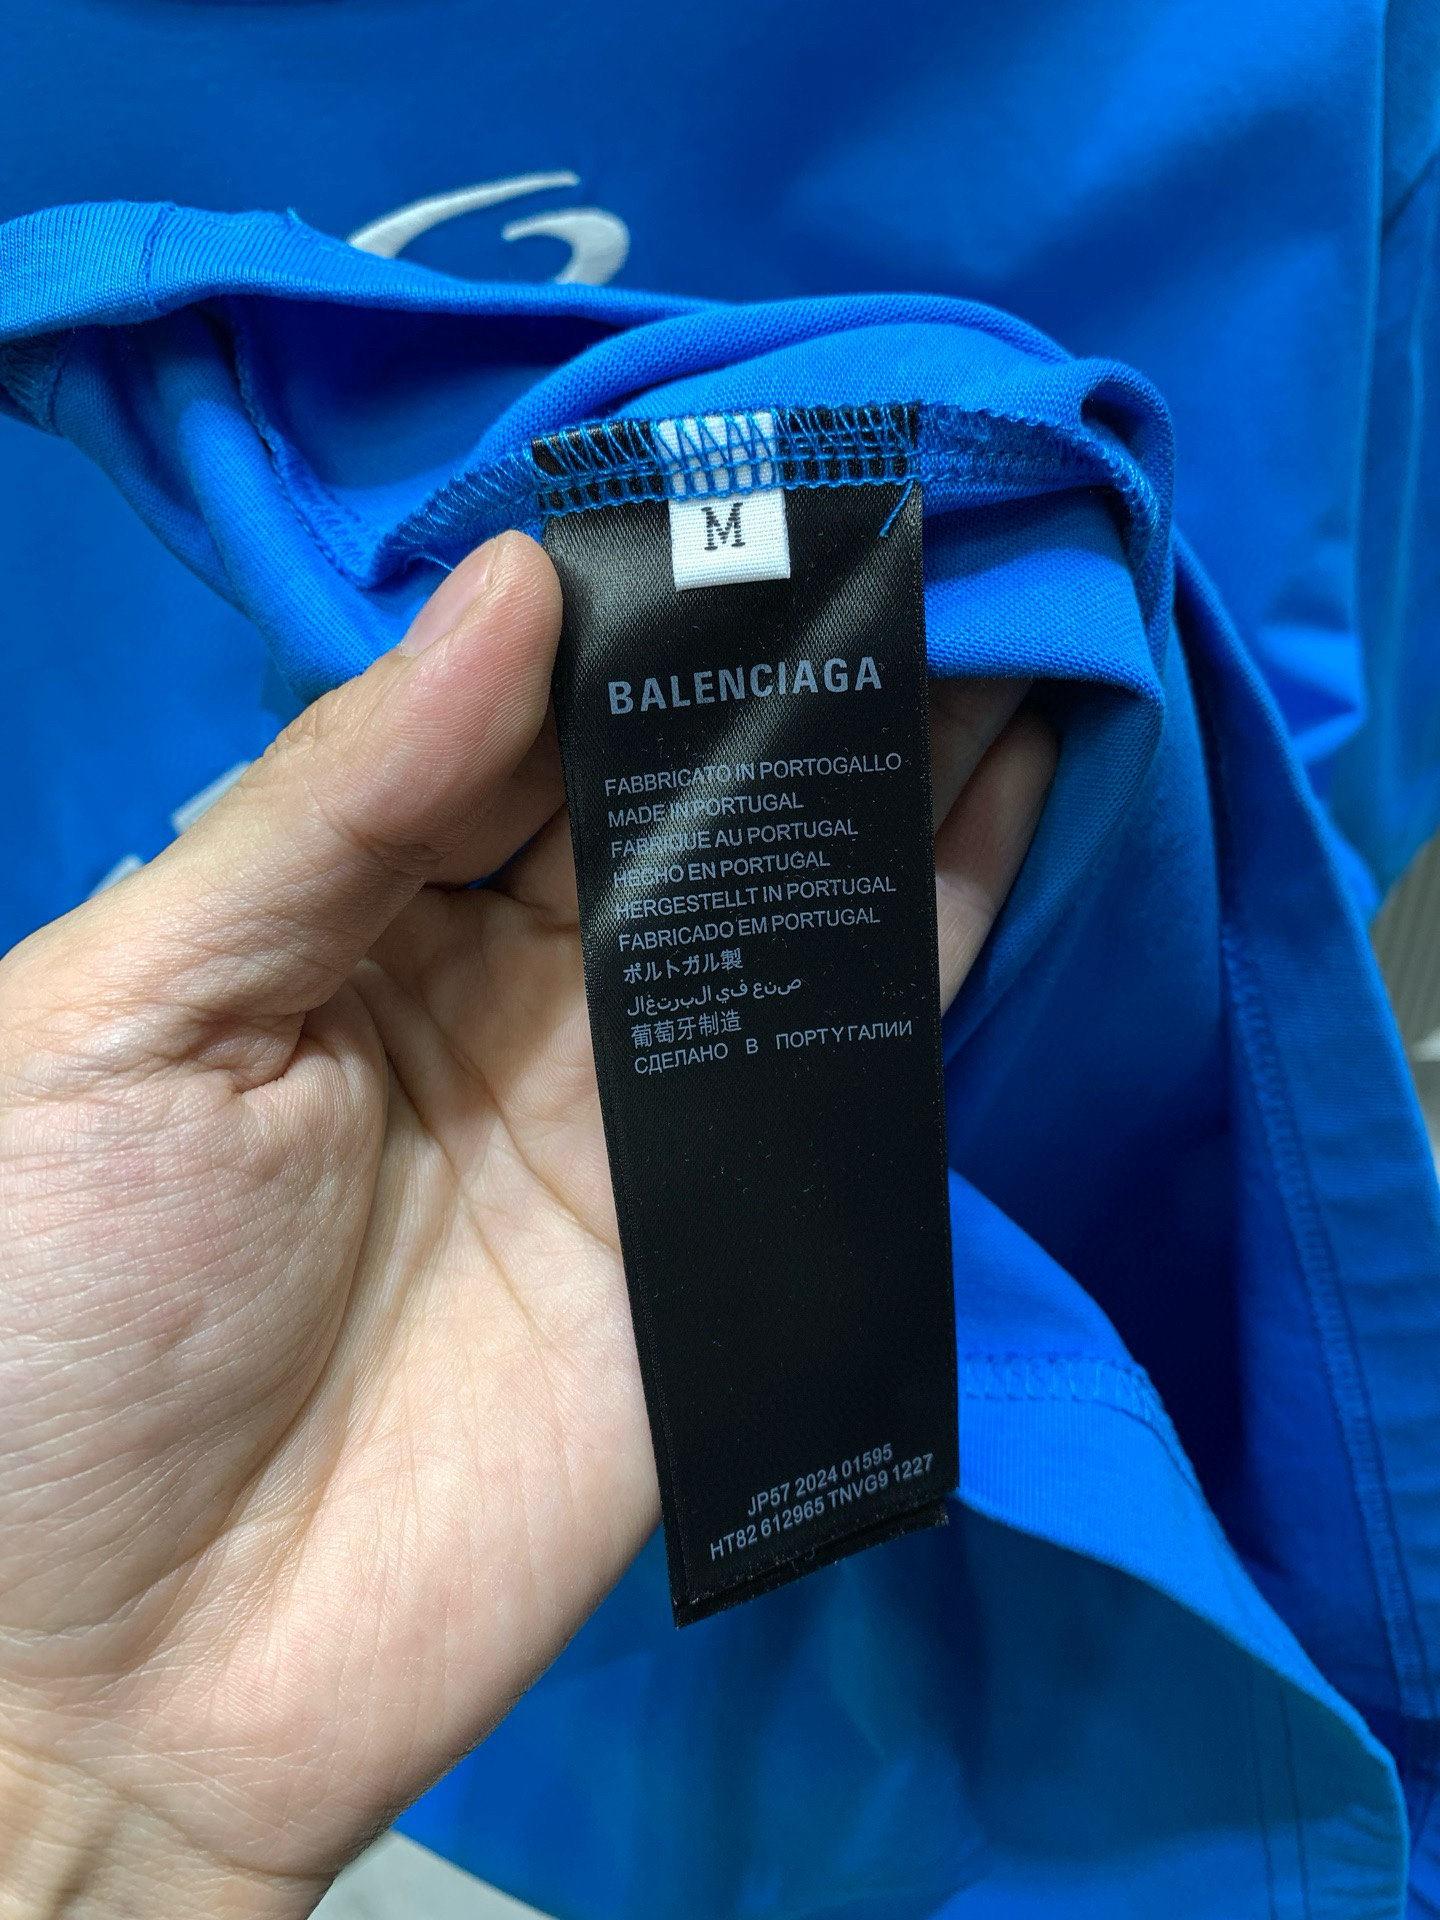 M
BALENCIAGA
FABBRICATO IN PORTOGALLO
MADE IN PORTUGAL
FABRIQUE AU PORTUGAL
HECHO EN PORTUGAL
HERGESTELLT IN PORTUGAL
FABRICADO EM PORTUGAL
ポルトガル製
ﺻﻨﻊ ﻓﻲ ﺍﻟﺒﺮﺗﻐﺎﻝ
葡萄牙制造
СДЕЛАНО В ПОРТУГАЛИИ
JP57 2024 01595
HT82 612965 TNVG9 1227